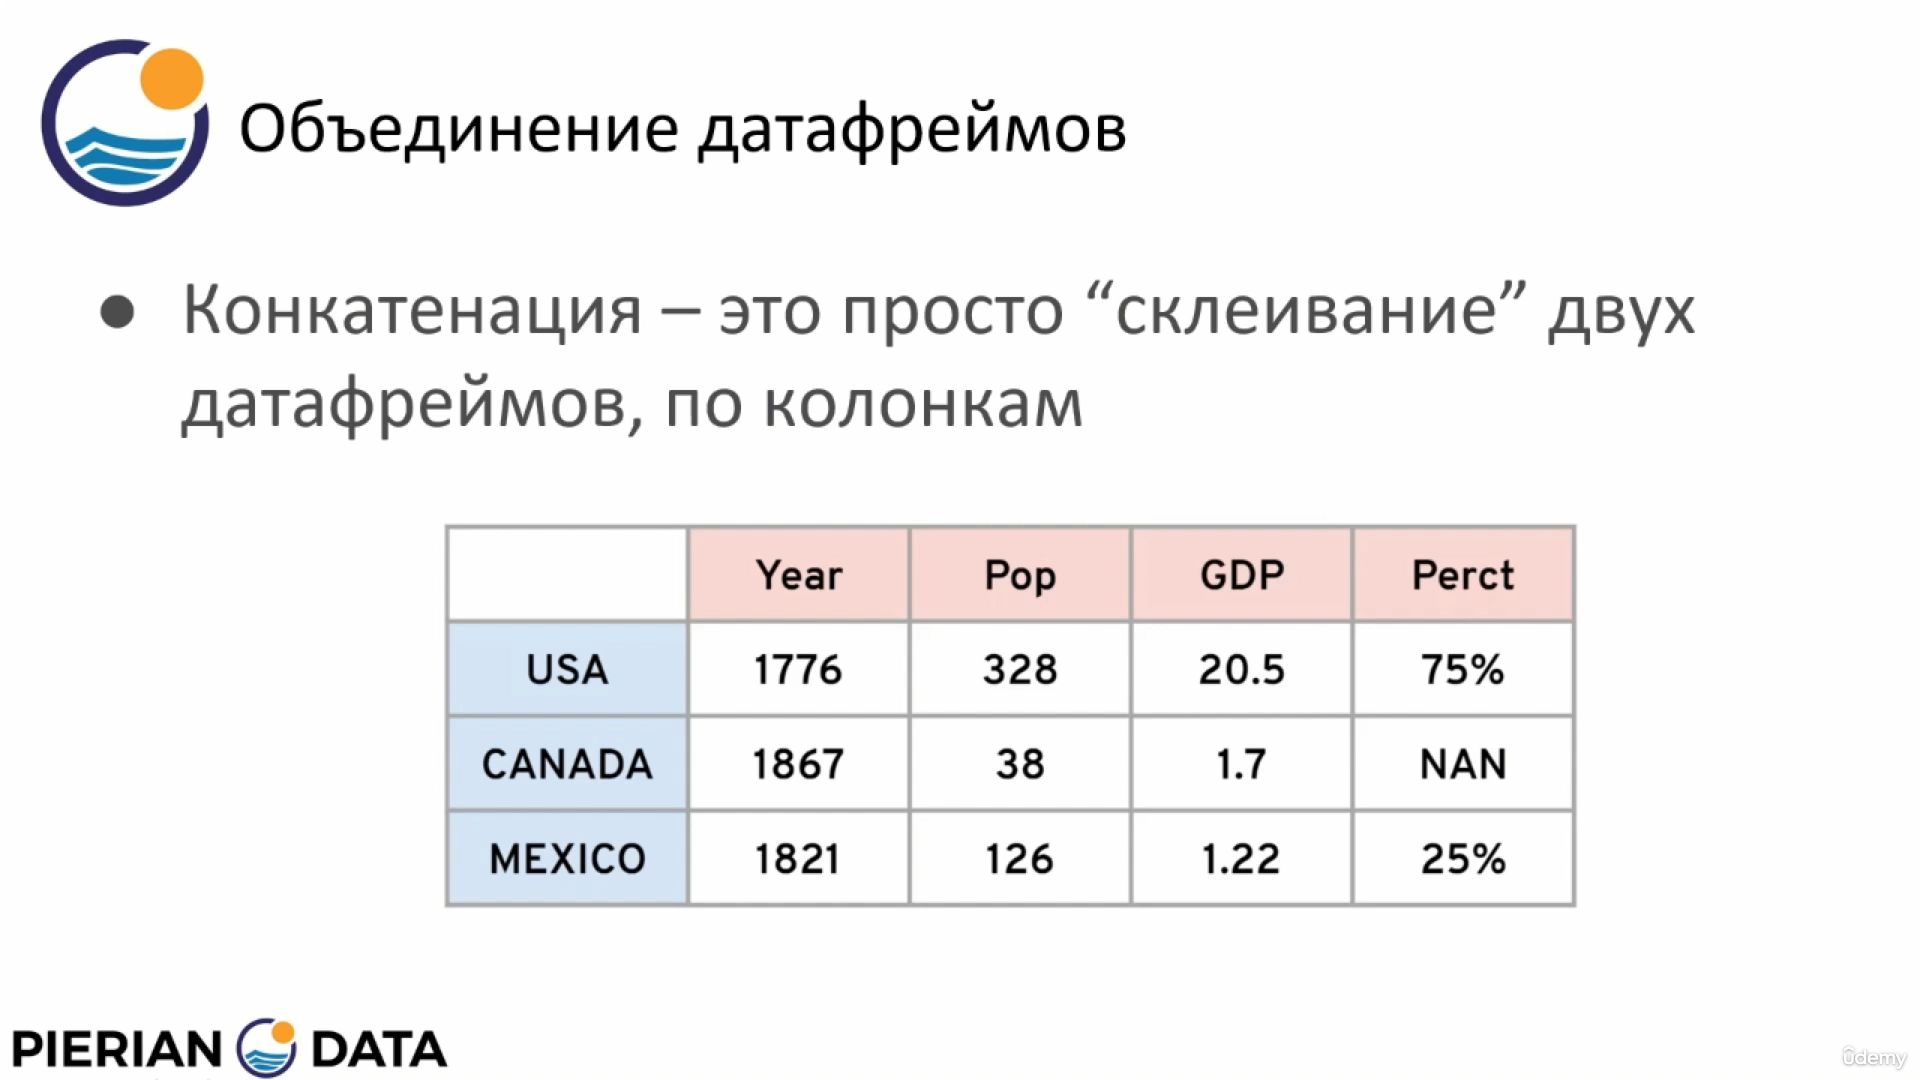 Объединение датафреймов
● Конкатенация – это просто “склеивание” двух
датафреймов, по колонкам
Year Pop GDP Perct
USA 1776 328 20.5 75%
CANADA 1867 38 1.7 NAN
MEXICO 1821 126 1.22 25%
PIERIAN DATA
ûdemy